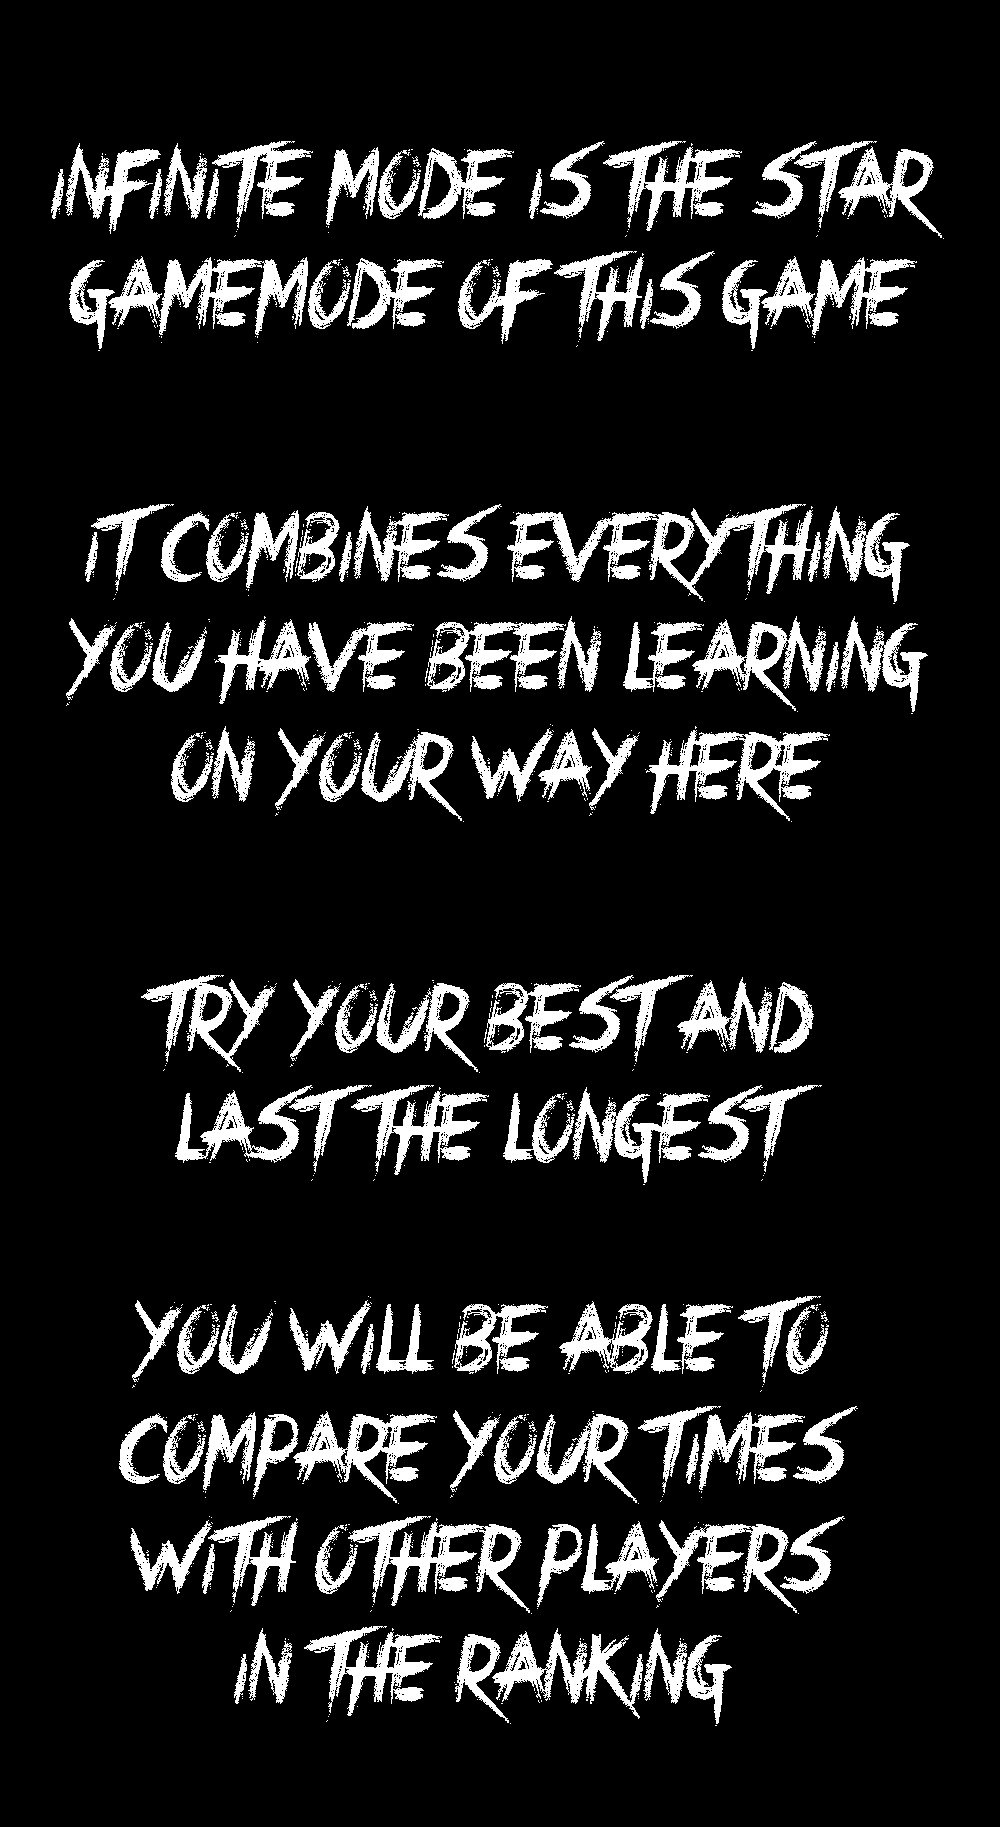 INFINITE MODE IS THE STAR
GAMEMODE OF THIS GAME
IT COMBINES EVERYTHING
YOU HAVE BEEN LEARNING
ON YOUR WAY HERE
TRY YOUR BEST AND
LAST THE LONGEST
YOU WILL BE ABLE TO
COMPARE YOUR TIMES
WITH OTHER PLAYERS
IN THE RANKING